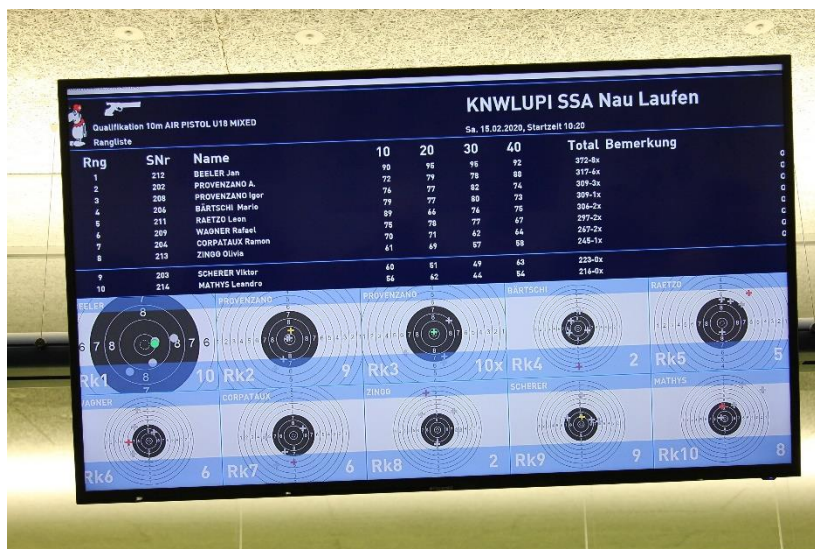 KNWLUPI SSA Nau Laufen
Qualifikation 10m AIR PISTOL U18 MIXED
Sa. 15.02.2020, Startzeit 10:20
Rangliste
Rng SNr Name 10 20 30 40 Total Bemerkung
1 212 BEELER Jan 90 95 95 92 372-8x
2 202 PROVENZANO A. 72 79 78 88 317-6x
3 208 PROVENZANO Igor 76 77 82 74 309-3x
4 206 BÄRTSCHI Mario 79 77 80 73 309-1x
5 211 RAETZO Leon 89 66 76 75 306-2x
6 209 WAGNER Rafael 75 78 77 67 297-2x
7 204 CORPATAUX Ramon 70 71 62 64 267-2x
8 213 ZINGG Olivia 61 69 57 58 245-1x
9 203 SCHERER Viktor 60 51 49 63 223-0x
10 214 MATHYS Leandro 56 62 44 54 216-0x
BEELER PROVENZANO PROVENZANO BÄRTSCHI RAETZO
Rk1 10 Rk2 9 Rk3 10x Rk4 2 Rk5 5
WAGNER CORPATAUX ZINGG SCHERER MATHYS
Rk6 6 Rk7 6 Rk8 2 Rk9 9 Rk10 8